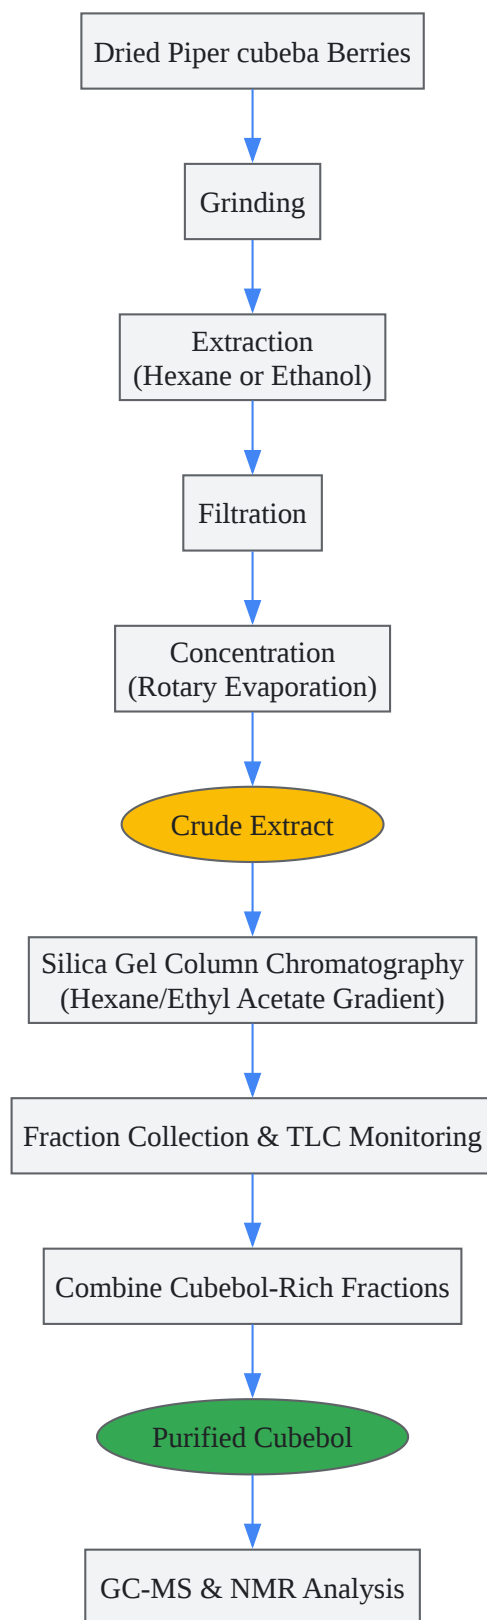 Dried Piper cubeba Berries
Grinding
Extraction
(Hexane or Ethanol)
Filtration
Concentration
(Rotary Evaporation)
Crude Extract
Silica Gel Column Chromatography
(Hexane/Ethyl Acetate Gradient)
Fraction Collection & TLC Monitoring
Combine Cubebol-Rich Fractions
Purified Cubebol
GC-MS & NMR Analysis